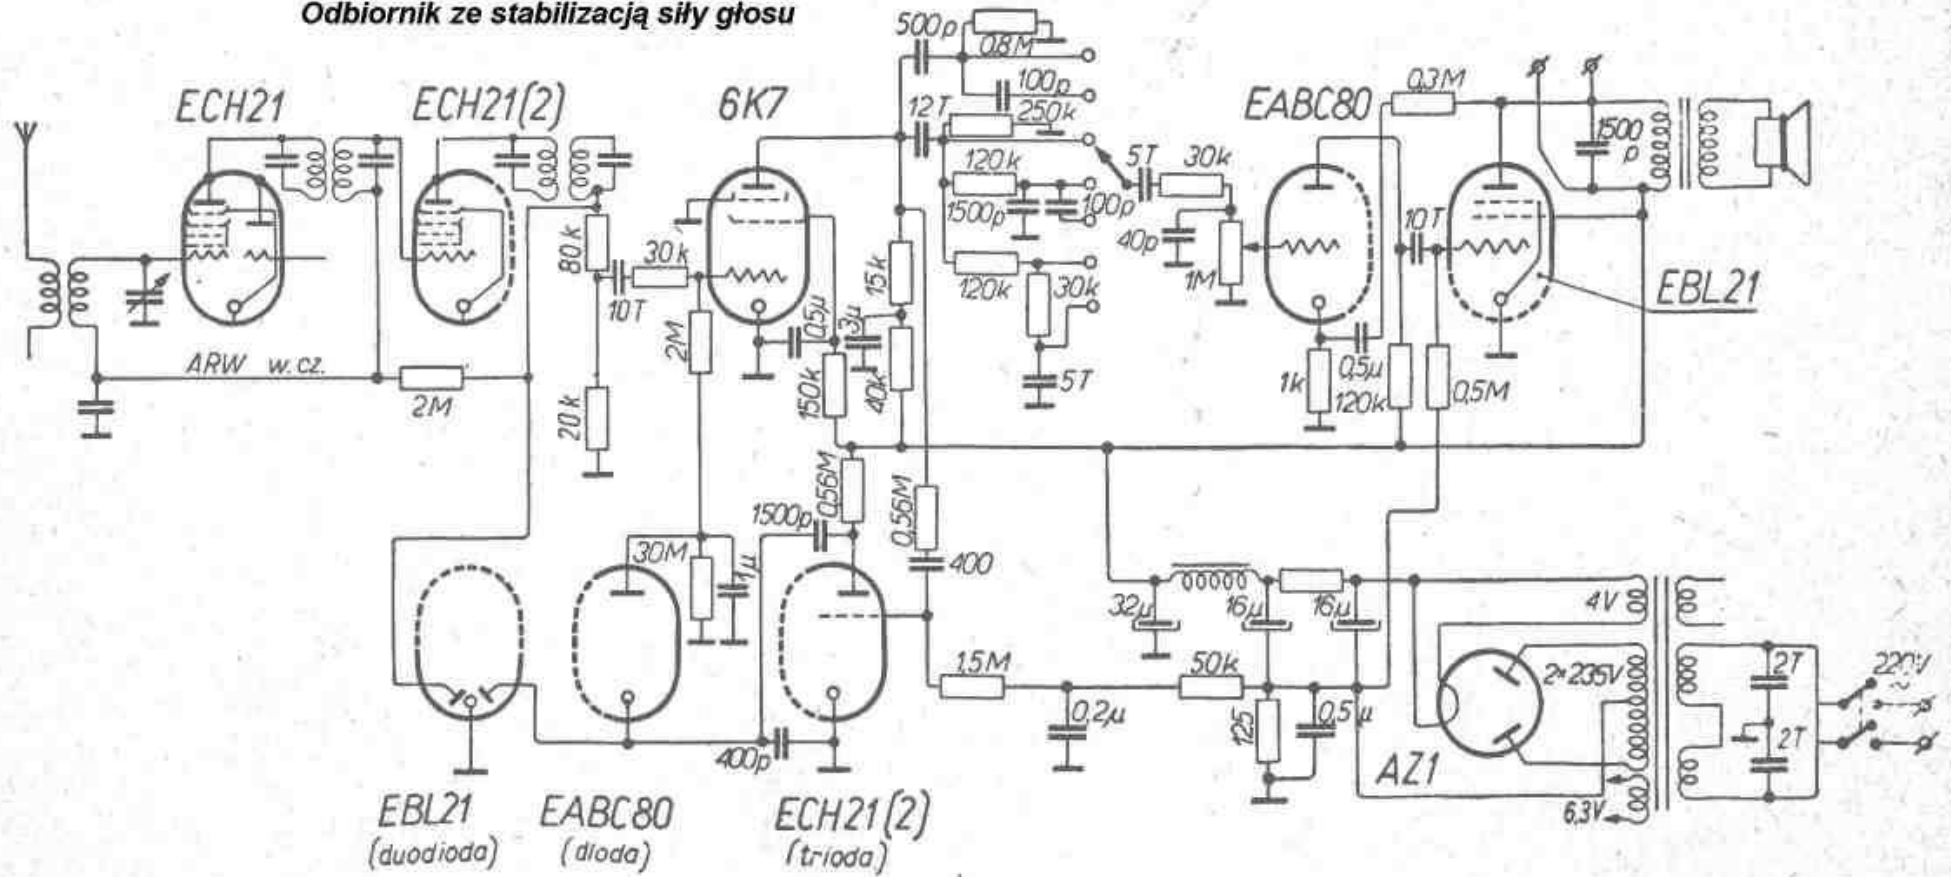 Odbiornik ze stabilizacją siły głosu
ECH21
ECH21(2)
6K7
EABC80
EBL21
500p
0,8M
100p
12T
250k
120k
1500p
100p
120k
30k
5T
5T
30k
40p
1M
0,3M
1500
p
10T
1k
0,5µ
120k
0,5M
80k
10T
30k
20k
2M
0,5µ
150k
3µ
15k
40k
ARW w.cz.
2M
0,56M
1500p
0,56M
400
30M
1µ
400p
1,5M
0,2µ
50k
125
0,5µ
32µ
16µ
16µ
4V
2×235V
6,3V
AZ1
2T
2T
220V
~
EBL21
(duodioda)
EABC80
(dioda)
ECH21(2)
(trioda)